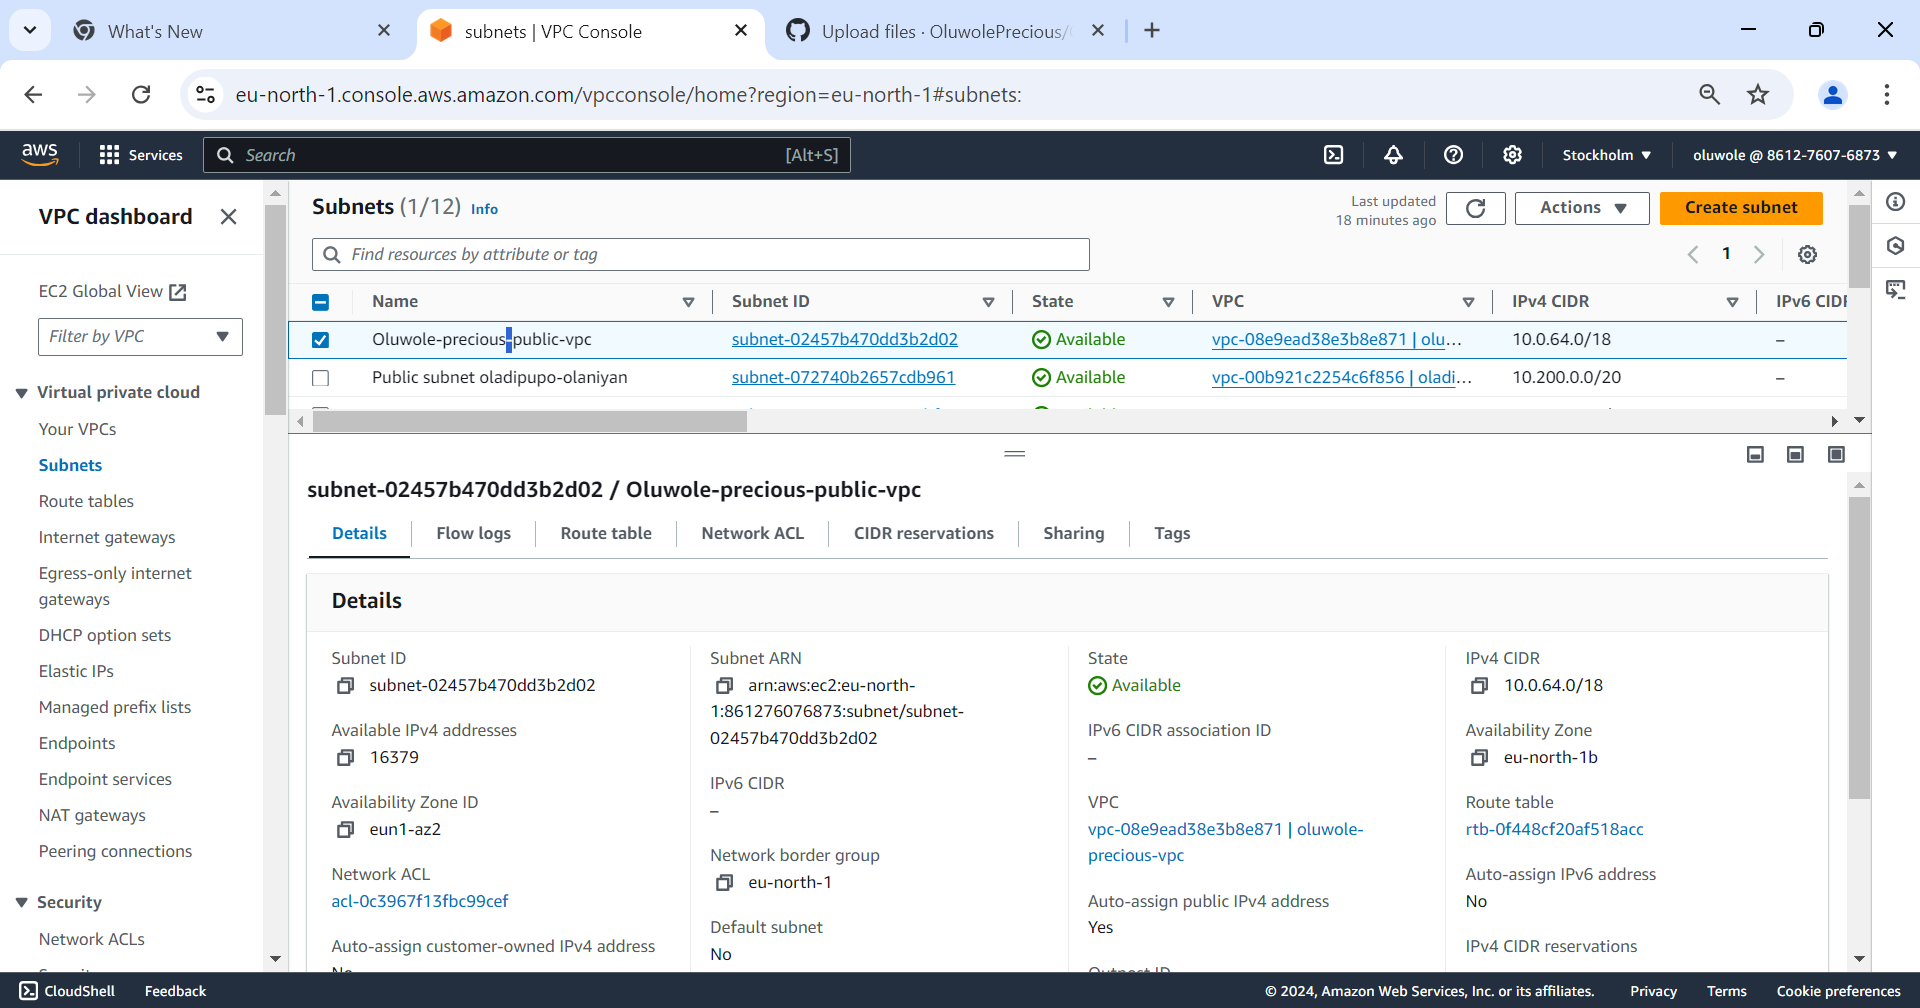 What's New
subnets | VPC Console
Upload files · OluwolePrecious/
eu-north-1.console.aws.amazon.com/vpcconsole/home?region=eu-north-1#subnets:
aws
Services
Search
[Alt+S]
Stockholm
oluwole @ 8612-7607-6873
VPC dashboard
EC2 Global View
Filter by VPC
Virtual private cloud
Your VPCs
Subnets
Route tables
Internet gateways
Egress-only internet
gateways
DHCP option sets
Elastic IPs
Managed prefix lists
Endpoints
Endpoint services
NAT gateways
Peering connections
Security
Network ACLs
Subnets (1/12) Info
Last updated
18 minutes ago
Actions
Create subnet
Find resources by attribute or tag
1
Name
Subnet ID
State
VPC
IPv4 CIDR
IPv6 CIDR
Oluwole-precious-public-vpc
subnet-02457b470dd3b2d02
Available
vpc-08e9ead38e3b8e871 | olu...
10.0.64.0/18
–
Public subnet oladipupo-olaniyan
subnet-072740b2657cdb961
Available
vpc-00b921c2254c6f856 | oladi...
10.200.0.0/20
–
subnet-02457b470dd3b2d02 / Oluwole-precious-public-vpc
Details
Flow logs
Route table
Network ACL
CIDR reservations
Sharing
Tags
Details
Subnet ID
subnet-02457b470dd3b2d02
Available IPv4 addresses
16379
Availability Zone ID
eun1-az2
Network ACL
acl-0c3967f13fbc99cef
Auto-assign customer-owned IPv4 address
No
Subnet ARN
arn:aws:ec2:eu-north-
1:861276076873:subnet/subnet-
02457b470dd3b2d02
IPv6 CIDR
–
Network border group
eu-north-1
Default subnet
No
State
Available
IPv6 CIDR association ID
–
VPC
vpc-08e9ead38e3b8e871 | oluwole-
precious-vpc
Auto-assign public IPv4 address
Yes
Outpost ID
IPv4 CIDR
10.0.64.0/18
Availability Zone
eu-north-1b
Route table
rtb-0f448cf20af518acc
Auto-assign IPv6 address
No
IPv4 CIDR reservations
CloudShell
Feedback
© 2024, Amazon Web Services, Inc. or its affiliates.
Privacy
Terms
Cookie preferences